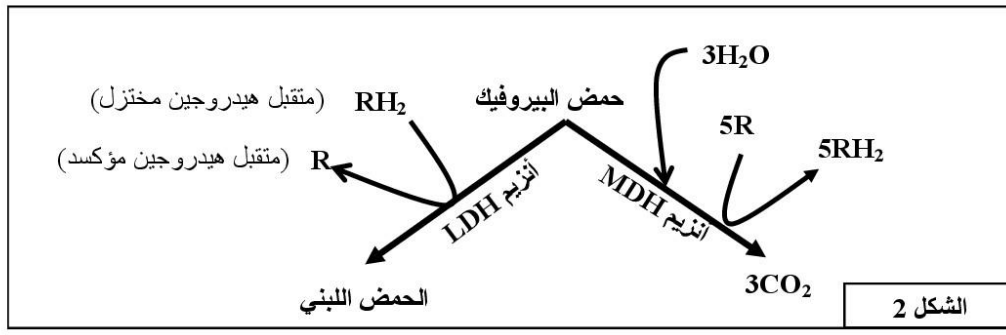 3H₂O
(متقبل هيدروجين مختزل) RH₂
حمض البيروفيك
5R
(متقبل هيدروجين مؤكسد) R
5RH₂
أنزيم LDH
أنزيم MDH
3CO₂
الحمض اللبني
الشكل 2